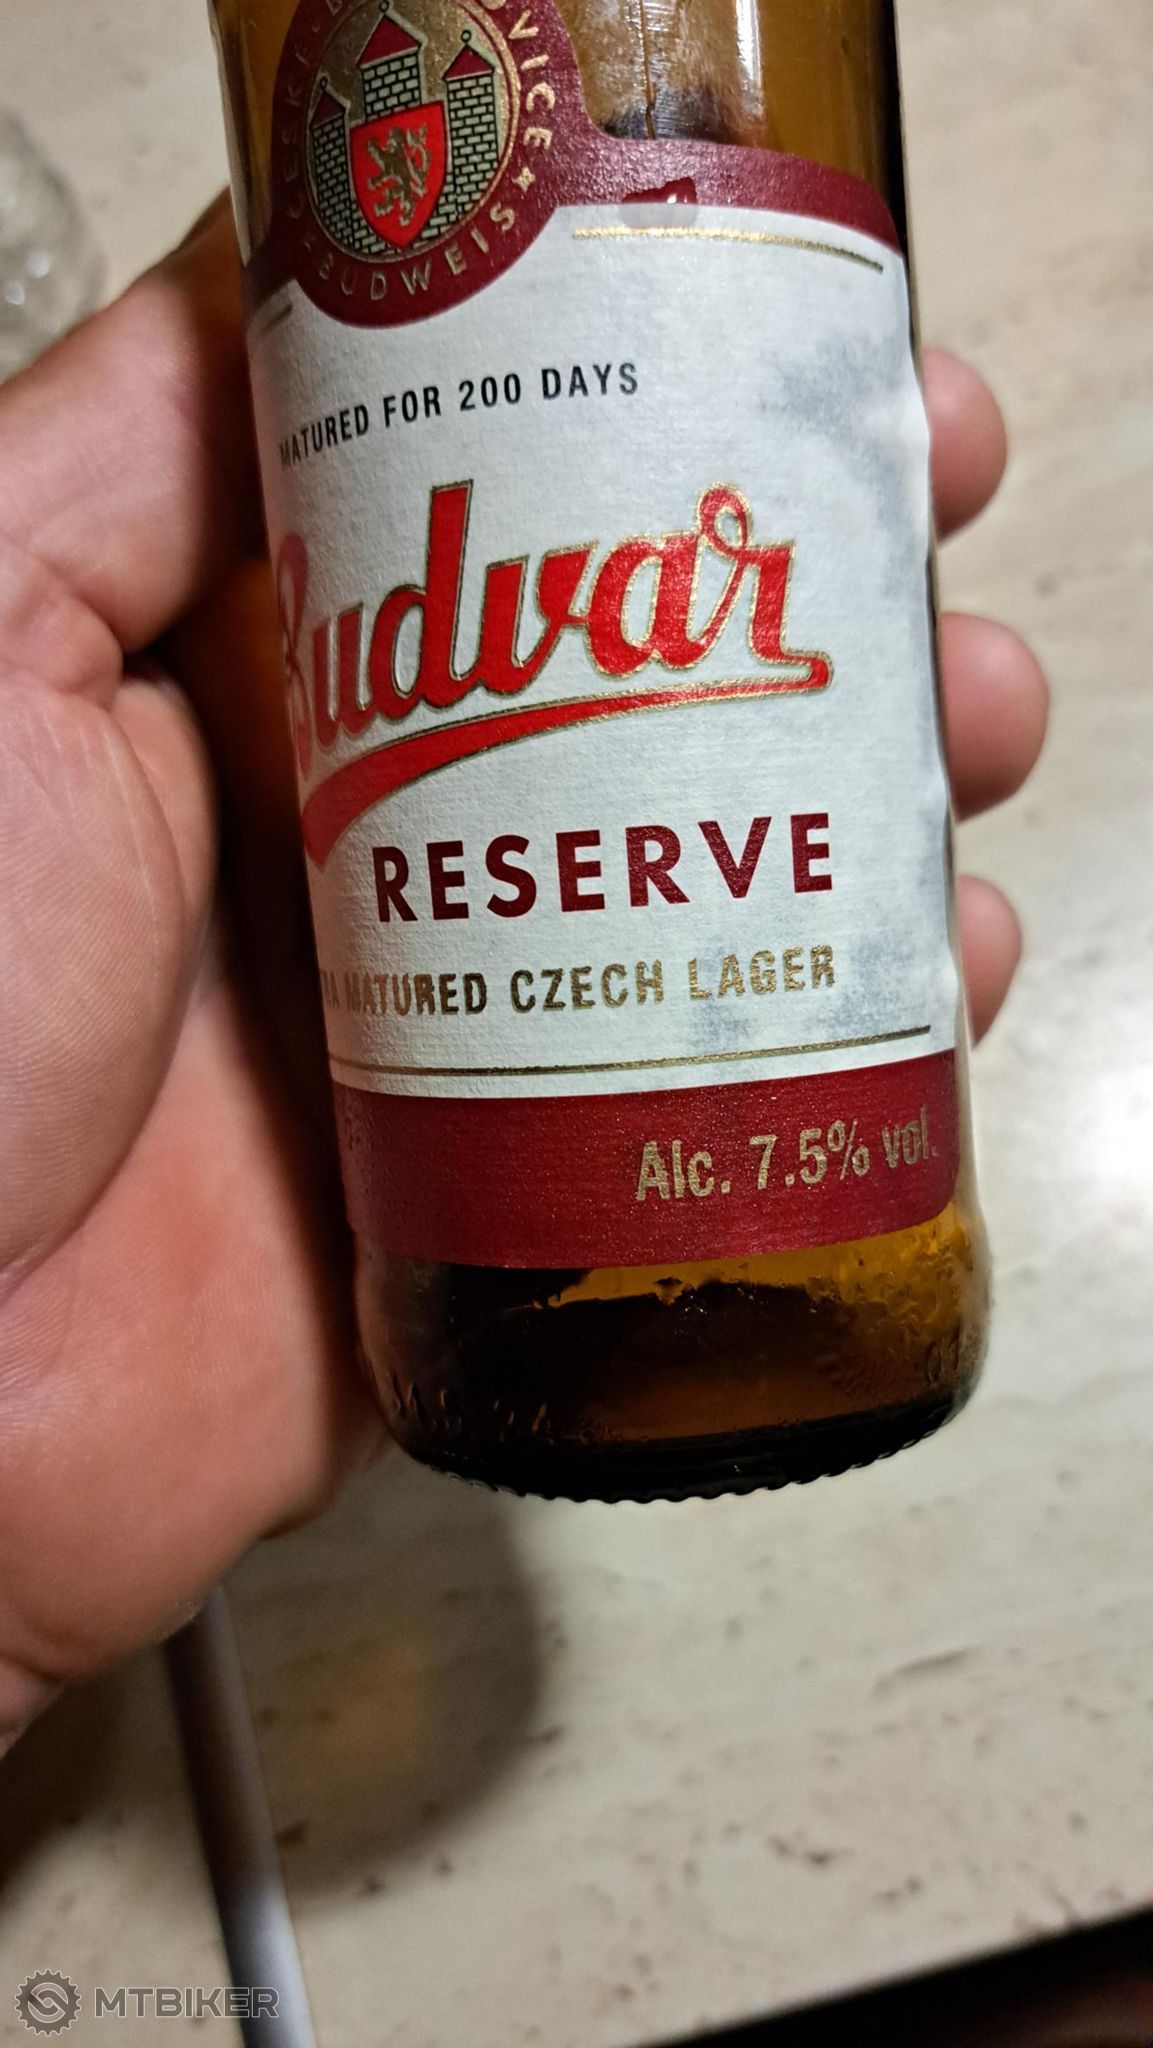 BUDWEIS
MATURED FOR 200 DAYS
Budvar
RESERVE
MATURED CZECH LAGER
Alc. 7.5% vol.
MTBIKER